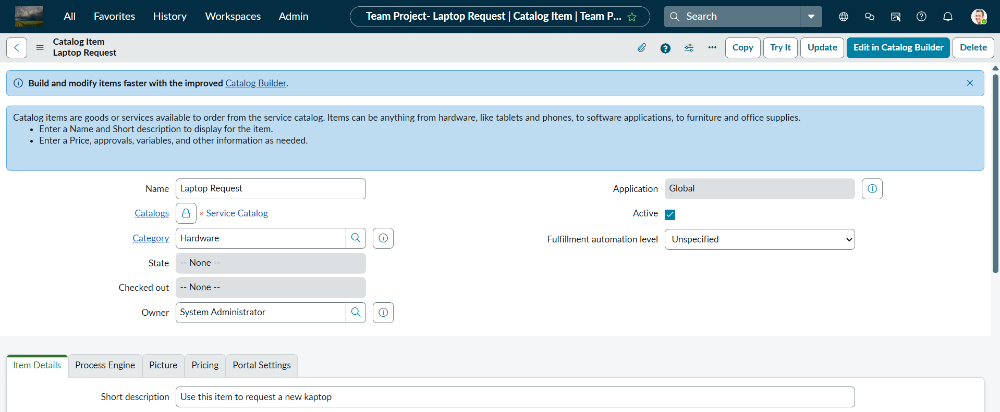 All Favorites History Workspaces Admin Team Project- Laptop Request | Catalog Item | Team P... Search
Catalog Item
Laptop Request
Copy Try It Update Edit in Catalog Builder Delete
Build and modify items faster with the improved Catalog Builder.
Catalog items are goods or services available to order from the service catalog. Items can be anything from hardware, like tablets and phones, to software applications, to furniture and office supplies.
• Enter a Name and Short description to display for the item.
• Enter a Price, approvals, variables, and other information as needed.
Name Laptop Request Application Global
Catalogs × Service Catalog Active
Category Hardware Fulfillment automation level Unspecified
State -- None --
Checked out -- None --
Owner System Administrator
Item Details Process Engine Picture Pricing Portal Settings
Short description Use this item to request a new kaptop